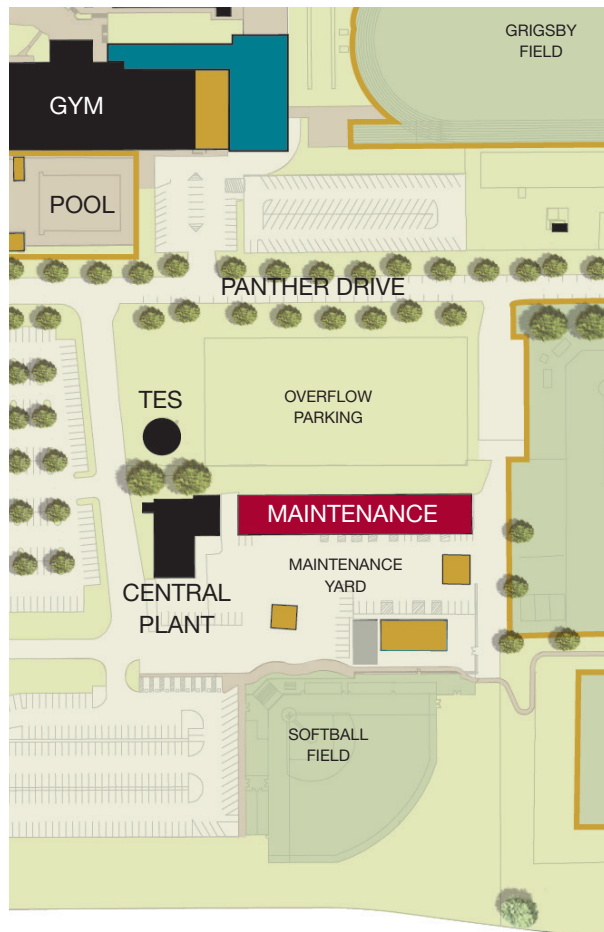 GRIGSBY
FIELD
GYM
POOL
PANTHER DRIVE
TES
OVERFLOW
PARKING
MAINTENANCE
MAINTENANCE
YARD
CENTRAL
PLANT
SOFTBALL
FIELD